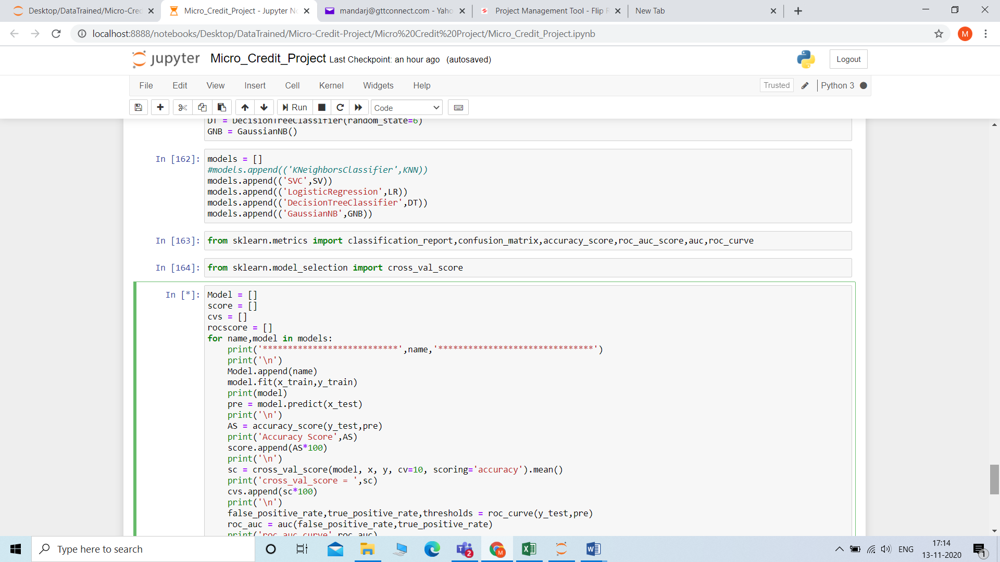 Desktop/DataTrained/Micro-Cred
Micro_Credit_Project - Jupyter No
mandarj@gttconnect.com - Yaho
Project Management Tool - Flip R
New Tab
localhost:8888/notebooks/Desktop/DataTrained/Micro-Credit-Project/Micro%20Credit%20Project/Micro_Credit_Project.ipynb
M
jupyter Micro_Credit_Project Last Checkpoint: an hour ago (autosaved)
Logout
File Edit View Insert Cell Kernel Widgets Help
Trusted Python 3
Run Code
DT = DecisionTreeClassifier(random_state=6)
GNB = GaussianNB()
In [162]: models = []
#models.append(('KNeighborsClassifier',KNN))
models.append(('SVC',SV))
models.append(('LogisticRegression',LR))
models.append(('DecisionTreeClassifier',DT))
models.append(('GaussianNB',GNB))
In [163]: from sklearn.metrics import classification_report,confusion_matrix,accuracy_score,roc_auc_score,auc,roc_curve
In [164]: from sklearn.model_selection import cross_val_score
In [*]: Model = []
score = []
cvs = []
rocscore = []
for name,model in models:
    print('***************************',name,'*******************************')
    print('\n')
    Model.append(name)
    model.fit(x_train,y_train)
    print(model)
    pre = model.predict(x_test)
    print('\n')
    AS = accuracy_score(y_test,pre)
    print('Accuracy Score',AS)
    score.append(AS*100)
    print('\n')
    sc = cross_val_score(model, x, y, cv=10, scoring='accuracy').mean()
    print('cross_val_score = ',sc)
    cvs.append(sc*100)
    print('\n')
    false_positive_rate,true_positive_rate,thresholds = roc_curve(y_test,pre)
    roc_auc = auc(false_positive_rate,true_positive_rate)
    print('roc_auc_curve',roc_auc)
Type here to search
2
M
ENG
17:14
13-11-2020
1